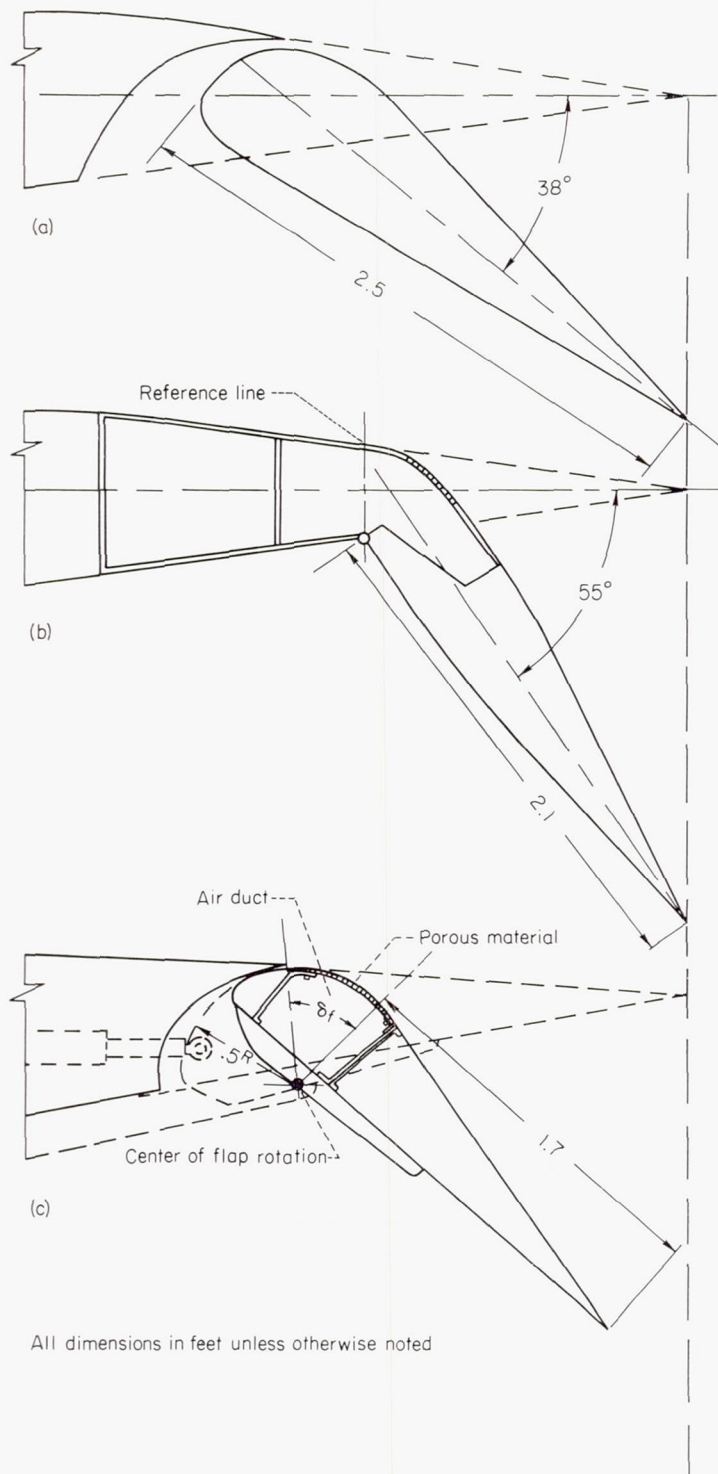 38°
(a)
2.5
Reference line
55°
(b)
2.1
Air duct
Porous material
δf
.5R
1.7
Center of flap rotation
(c)
All dimensions in feet unless otherwise noted